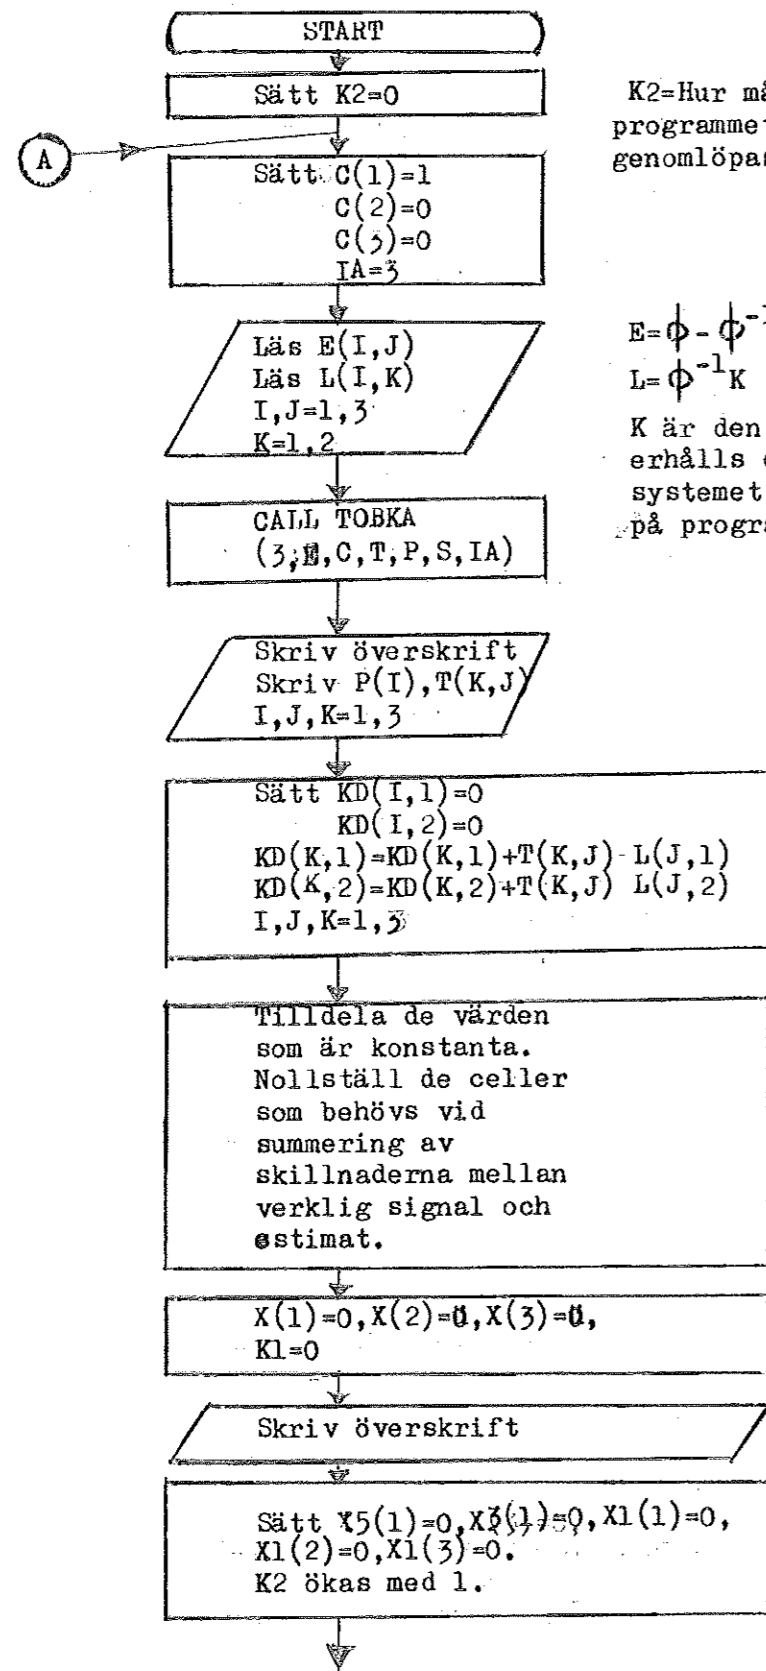 START
Sätt K2=0
K2=Hur
programmet
genomlöpas
A
Sätt C(1)=1
C(2)=0
C(3)=0
IA=3
Läs E(I,J)
Läs L(I,K)
I,J=1,3
K=1,2
E=ϕ-ϕ⁻¹
L=ϕ⁻¹K
K är den
erhålls
systemet
på
CALL TOBKA
(3,E,C,T,P,S,IA)
Skriv överskrift
Skriv P(I),T(K,J)
I,J,K=1,3
Sätt KD(I,1)=0
KD(I,2)=0
KD(K,1)=KD(K,1)+T(K,J) L(J,1)
KD(K,2)=KD(K,2)+T(K,J) L(J,2)
I,J,K=1,3
Tilldela de värden
som är konstanta.
Nollställ de celler
som behövs vid
summering av
skillnaderna mellan
verklig signal och
estimat.
X(1)=0,X(2)=0,X(3)=0,
K1=0
Skriv överskrift
Sätt X5(1)=0,X3(1)=0,X1(1)=0,
X1(2)=0,X1(3)=0.
K2 ökas med 1.